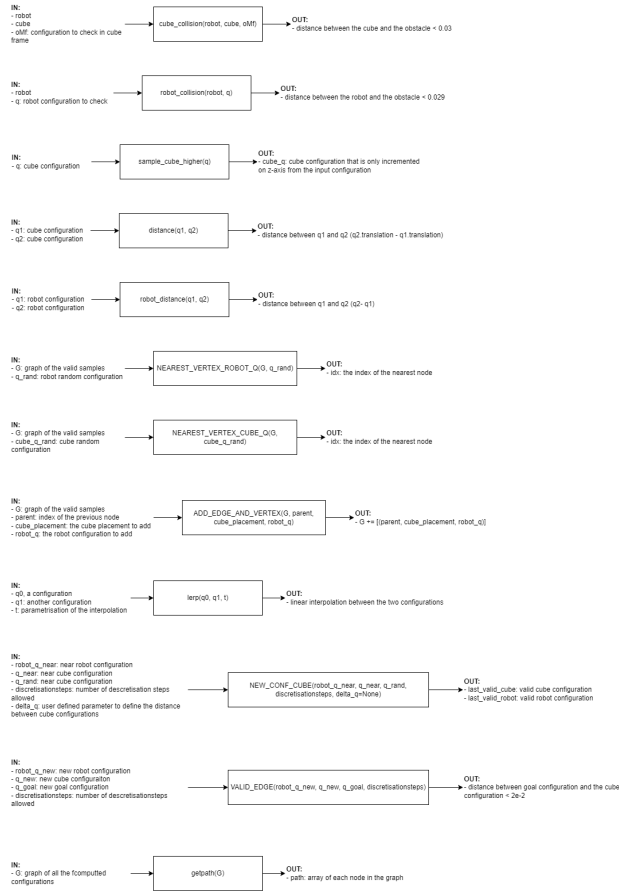 IN:
- robot
- cube
- oMf: configuration to check in cube
frame
cube_collision(robot, cube, oMf)
OUT:
- distance between the cube and the obstacle < 0.03
IN:
- robot
- q: robot configuration to check
robot_collision(robot, q)
OUT:
- distance between the robot and the obstacle < 0.029
IN:
- q: cube configuration
sample_cube_higher(q)
OUT:
- cube_q: cube configuration that is only incremented
on z-axis from the input configuration
IN:
- q1: cube configuration
- q2: cube configuration
distance(q1, q2)
OUT:
- distance between q1 and q2 (q2.translation - q1.translation)
IN:
- q1: robot configuration
- q2: robot configuration
robot_distance(q1, q2)
OUT:
- distance between q1 and q2 (q2- q1)
IN:
- G: graph of the valid samples
- q_rand: robot random configuration
NEAREST_VERTEX_ROBOT_Q(G, q_rand)
OUT:
- idx: the index of the nearest node
IN:
- G: graph of the valid samples
- cube_q_rand: cube random
configuration
NEAREST_VERTEX_CUBE_Q(G,
cube_q_rand)
OUT:
- idx: the index of the nearest node
IN:
- G: graph of the valid samples
- parent: index of the previous node
- cube_placement: the cube placement to add
- robot_q: the robot configuration to add
ADD_EDGE_AND_VERTEX(G, parent,
cube_placement, robot_q)
OUT:
- G += [(parent, cube_placement, robot_q)]
IN:
- q0, a configuration
- q1: another configuration
- t: parametrisation of the interpolation
lerp(q0, q1, t)
OUT:
- linear interpolation between the two configurations
IN:
- robot_q_near: near robot configuration
- q_near: near cube configuration
- q_rand: near cube configuration
- discretisationsteps: number of descretisation steps
allowed
- delta_q: user defined parameter to define the distance
between cube configurations
NEW_CONF_CUBE(robot_q_near, q_near, q_rand,
discretisationsteps, delta_q=None)
OUT:
- last_valid_cube: valid cube configuration
- last_valid_robot: valid robot configuration
IN:
- robot_q_new: new robot configuration
- q_new: new cube configuraiton
- q_goal: new goal configuration
- discretisationsteps: number of descretisationsteps
allowed
VALID_EDGE(robot_q_new, q_new, q_goal, discretisationsteps)
OUT:
- distance between goal configuration and the cube
configuration < 2e-2
IN:
- G: graph of all the fcomputted
configurations
getpath(G)
OUT:
- path: array of each node in the graph